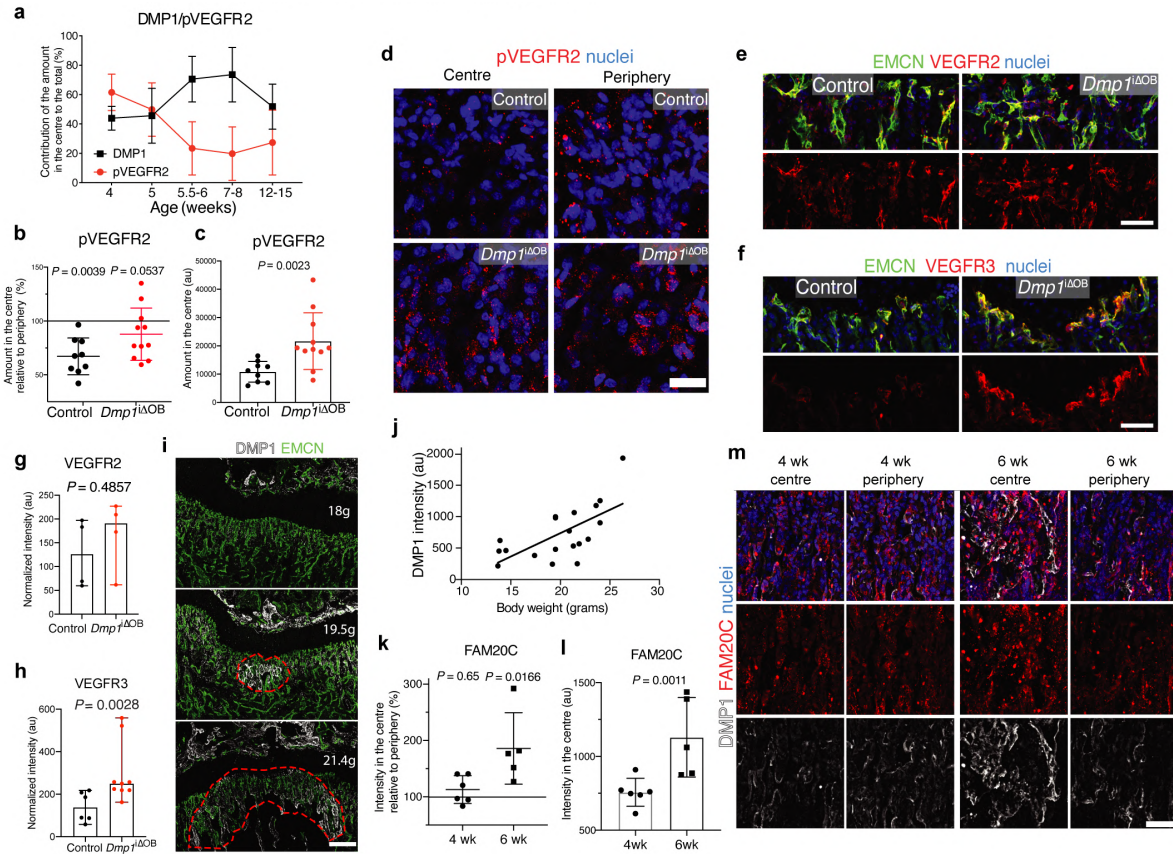 a
DMP1/pVEGFR2
Contribution of the amount
in the centre to the total (%)
100
80
60
40
20
0
DMP1
pVEGFR2
4
5
5.5-6
7-8
12-15
Age (weeks)
b
pVEGFR2
P = 0.0039
P = 0.0537
Amount in the centre
relative to periphery (%)
150
100
50
Control
Dmp1iΔOB
c
pVEGFR2
P = 0.0023
Amount in the centre (au)
50000
40000
30000
20000
10000
0
Control
Dmp1iΔOB
d
pVEGFR2 nuclei
Centre
Periphery
Control
Control
Dmp1iΔOB
Dmp1iΔOB
e
EMCN VEGFR2 nuclei
Control
Dmp1iΔOB
f
EMCN VEGFR3 nuclei
Control
Dmp1iΔOB
g
VEGFR2
P = 0.4857
Normalized intensity (au)
250
200
150
100
50
0
Control
Dmp1iΔOB
h
VEGFR3
P = 0.0028
Normalized intensity (au)
600
400
200
0
Control
Dmp1iΔOB
i
DMP1 EMCN
18g
19.5g
21.4g
j
DMP1 intensity (au)
2000
1500
1000
500
0
10
15
20
25
30
Body weight (grams)
k
FAM20C
P = 0.65
P = 0.0166
Intensity in the centre
relative to periphery (%)
300
200
100
4 wk
6 wk
l
FAM20C
P = 0.0011
Intensity in the centre (au)
1500
1000
500
4wk
6wk
m
4 wk
centre
4 wk
periphery
6 wk
centre
6 wk
periphery
DMP1 FAM20C nuclei